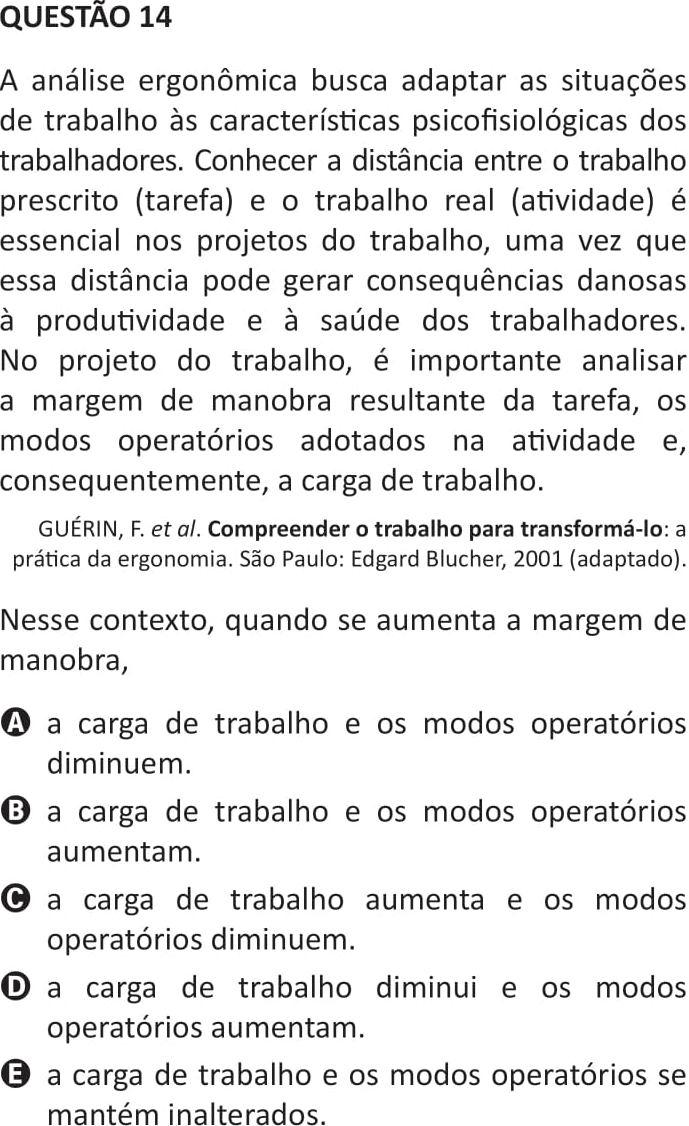 QUESTÃO 14
A análise ergonômica busca adaptar as situações
de trabalho às características psicofisiológicas dos
trabalhadores. Conhecer a distância entre o trabalho
prescrito (tarefa) e o trabalho real (atividade) é
essencial nos projetos do trabalho, uma vez que
essa distância pode gerar consequências danosas
à produtividade e à saúde dos trabalhadores.
No projeto do trabalho, é importante analisar
a margem de manobra resultante da tarefa, os
modos operatórios adotados na atividade e,
consequentemente, a carga de trabalho.
GUÉRIN, F. et al. Compreender o trabalho para transformá-lo: a
prática da ergonomia. São Paulo: Edgard Blucher, 2001 (adaptado).
Nesse contexto, quando se aumenta a margem de
manobra,
A a carga de trabalho e os modos operatórios
diminuem.
B a carga de trabalho e os modos operatórios
aumentam.
C a carga de trabalho aumenta e os modos
operatórios diminuem.
D a carga de trabalho diminui e os modos
operatórios aumentam.
E a carga de trabalho e os modos operatórios se
mantém inalterados.